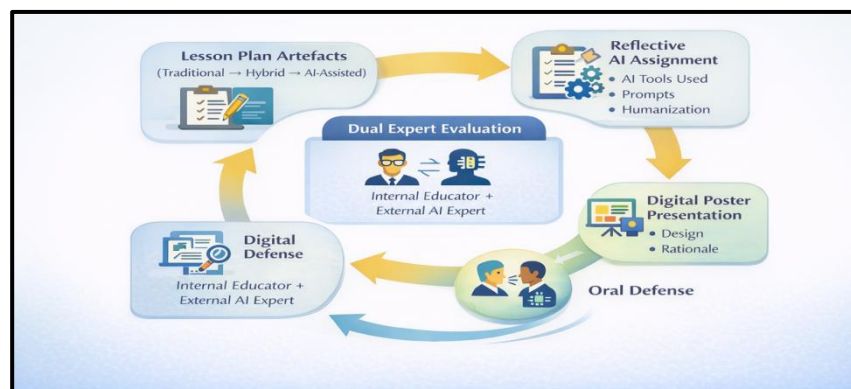 Lesson Plan Artefacts
(Traditional → Hybrid → AI-Assisted)
Reflective
AI Assignment
• AI Tools Used
• Prompts
• Humanization
Dual Expert Evaluation
Internal Educator +
External AI Expert
Digital Poster
Presentation
• Design
• Rationale
Digital
Defense
Internal Educator +
External AI Expert
Oral Defense